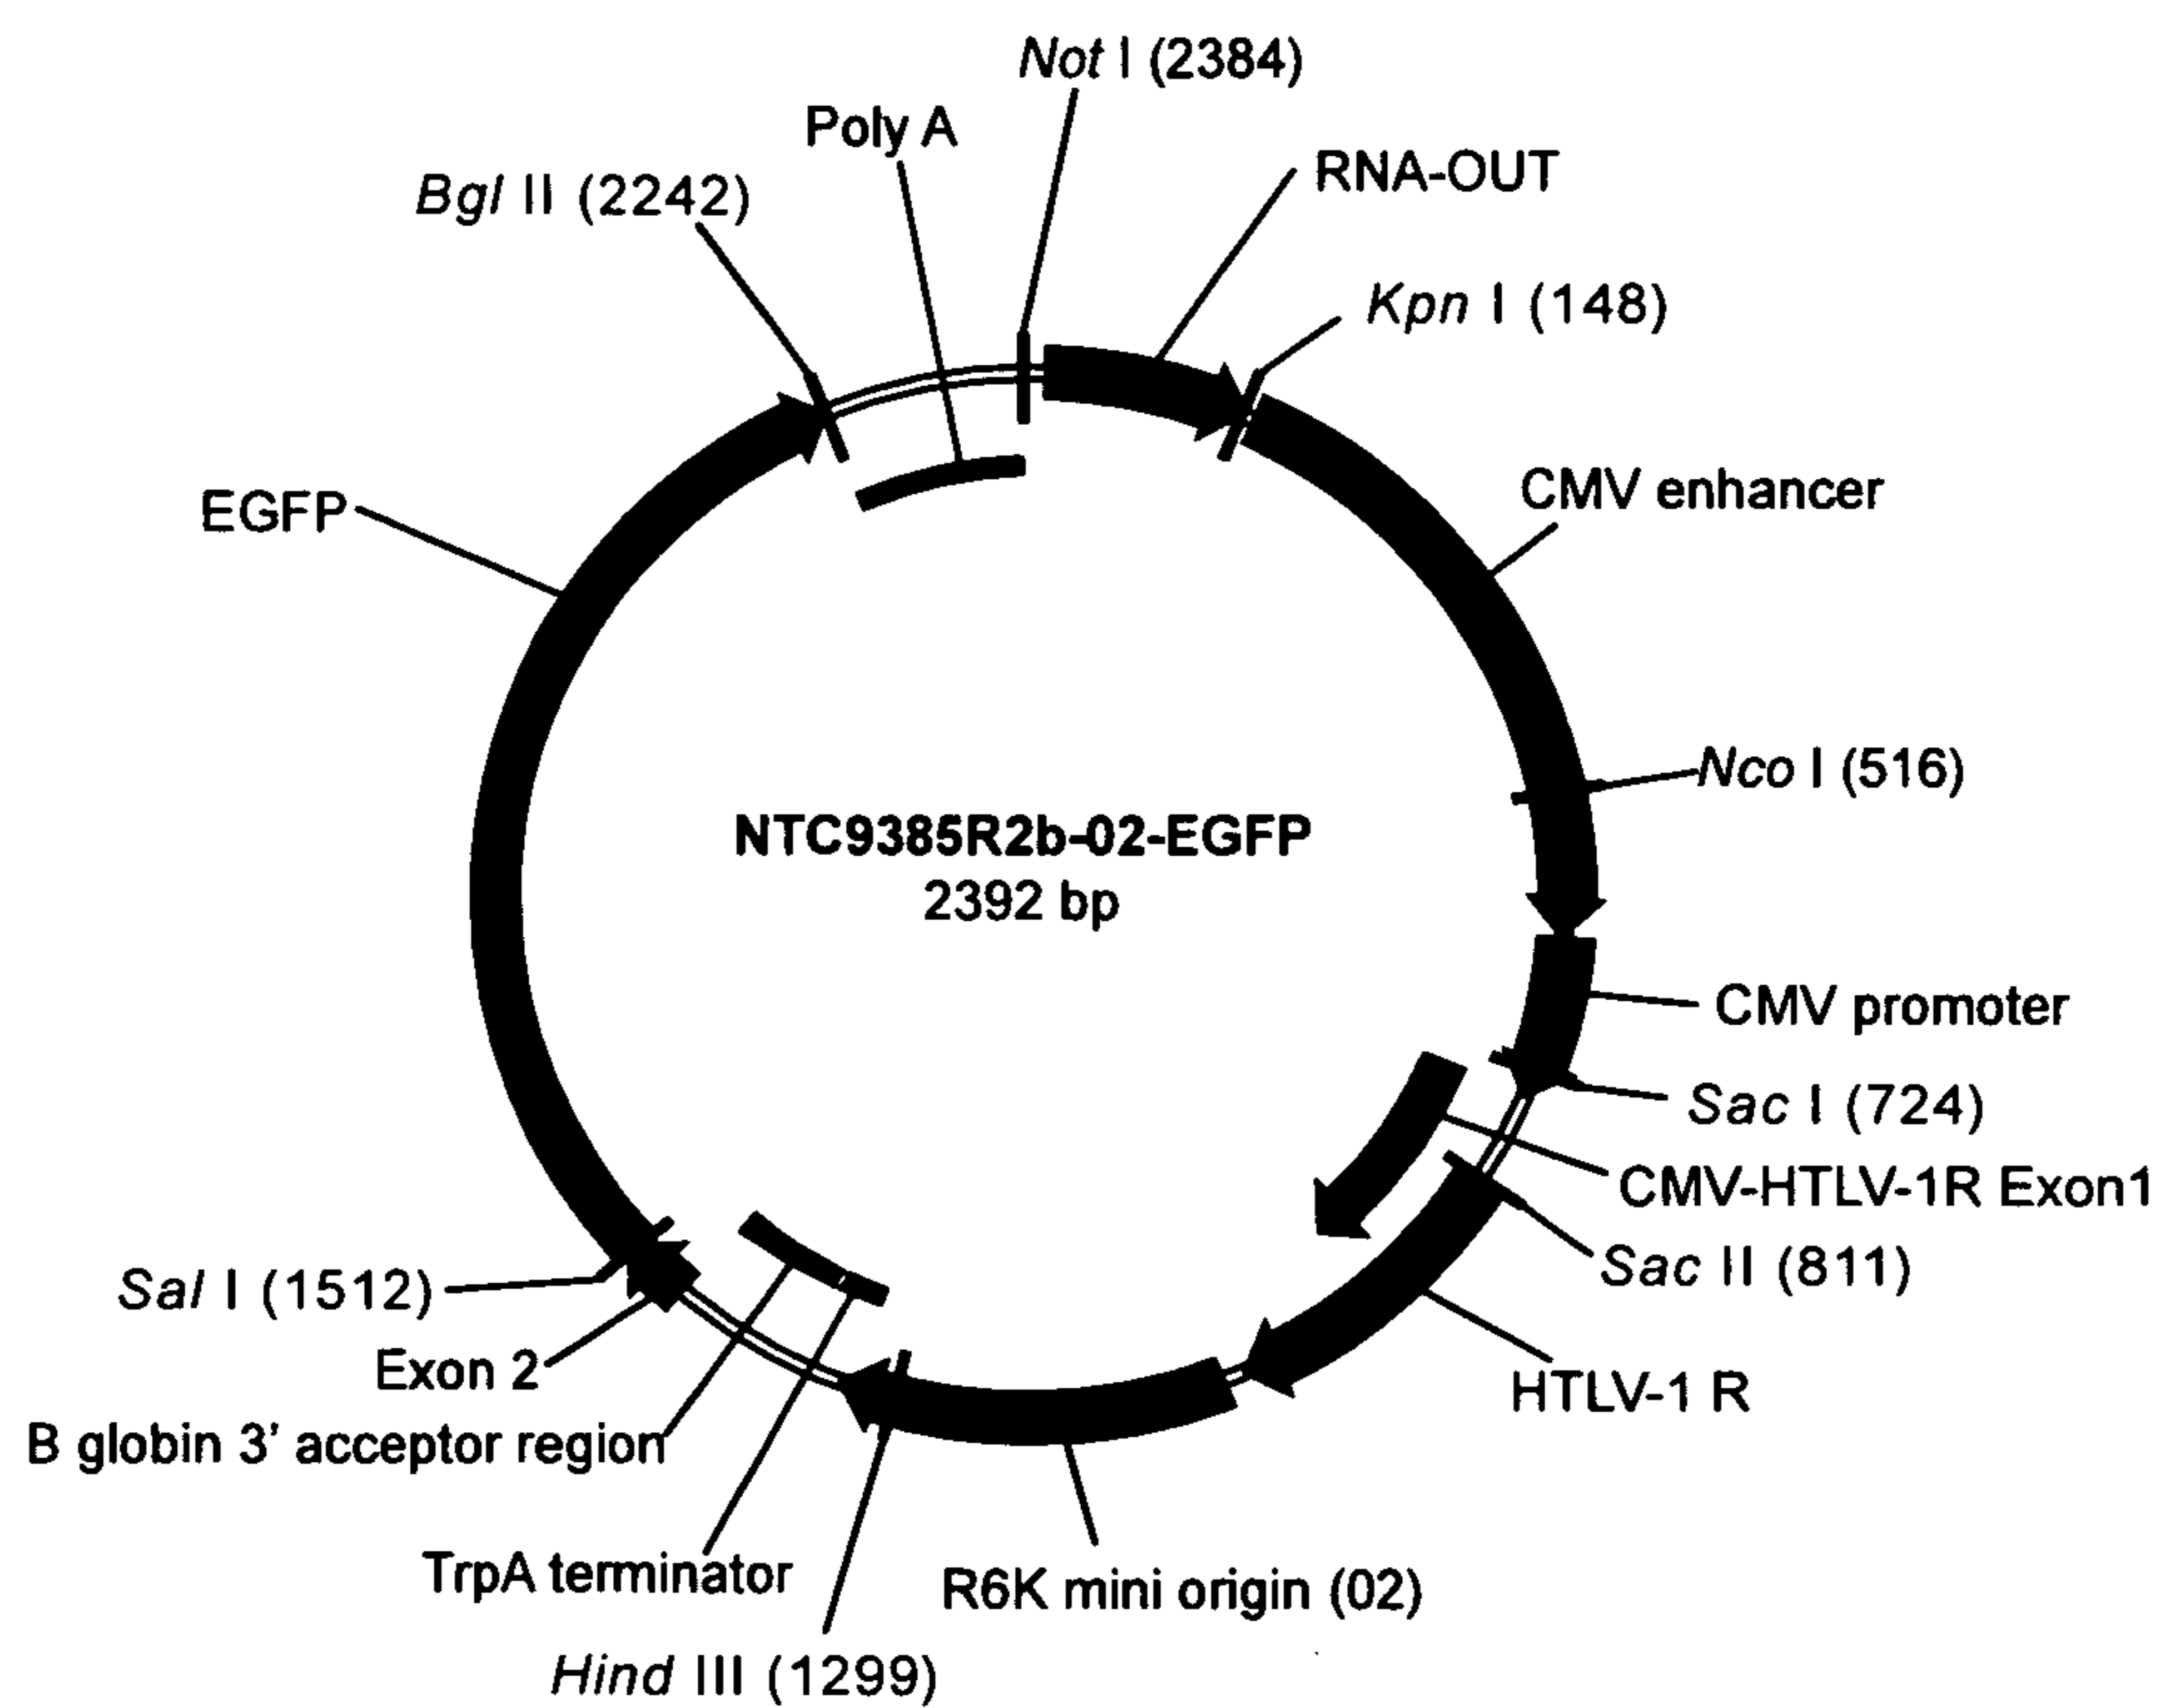 Not I (2384)
Poly A
RNA-OUT
Bgl II (2242)
Kpn I (148)
EGFP
CMV enhancer
Nco I (516)
NTC9385R2b-02-EGFP
2392 bp
CMV promoter
Sac I (724)
CMV-HTLV-1R Exon1
Sac II (811)
Sal I (1512)
Exon 2
HTLV-1 R
B globin 3' acceptor region
TrpA terminator
R6K mini origin (02)
Hind III (1299)